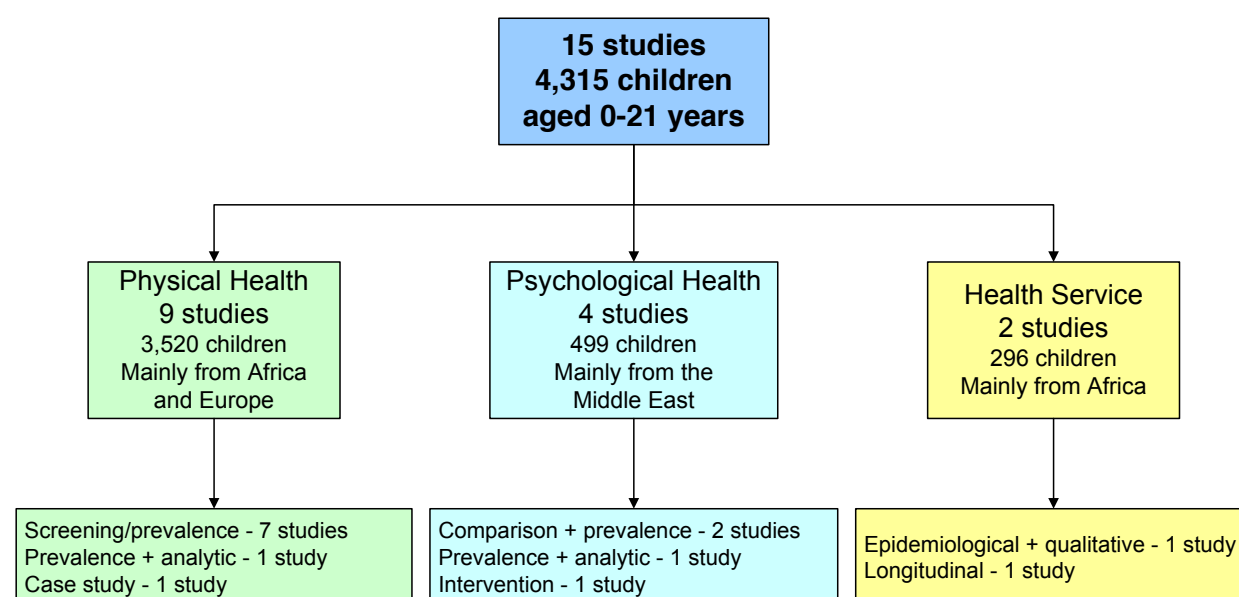 15 studies
4,315 children
aged 0-21 years
Physical Health
9 studies
3,520 children
Mainly from Africa
and Europe
Psychological Health
4 studies
499 children
Mainly from the
Middle East
Health Service
2 studies
296 children
Mainly from Africa
Screening/prevalence - 7 studies
Prevalence + analytic - 1 study
Case study - 1 study
Comparison + prevalence - 2 studies
Prevalence + analytic - 1 study
Intervention - 1 study
Epidemiological + qualitative - 1 study
Longitudinal - 1 study